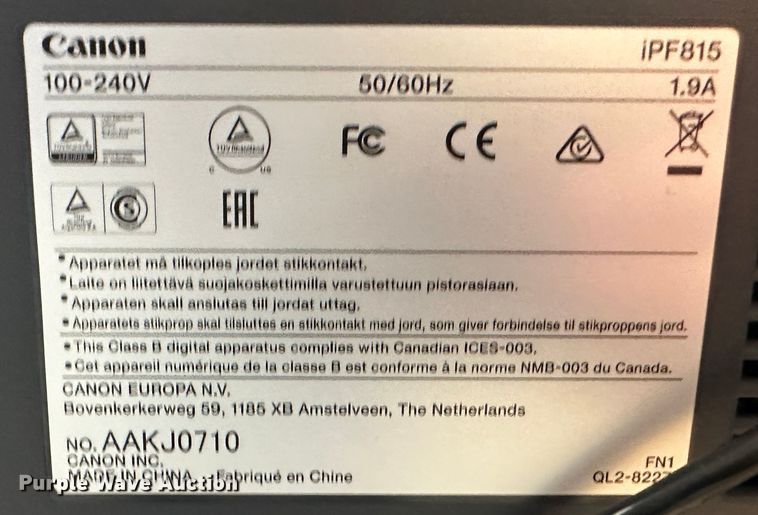 Canon iPF815
100-240V 50/60Hz 1.9A
TÜVRheinland
c us
FC CE
EAC
*Apparatet må tilkoples jordet stikkontakt.
*Laite on liitettävä suojakoskettimilla varustettuun pistorasiaan.
*Apparaten skall anslutas till jordat uttag.
*Apparatets stikprop skal tilsluttes en stikkontakt med jord, som giver forbindelse til stikproppens jord.
•This Class B digital apparatus complies with Canadian ICES-003.
•Cet appareil numérique de la classe B est conforme à la norme NMB-003 du Canada.
CANON EUROPA N.V.
Bovenkerkerweg 59, 1185 XB Amstelveen, The Netherlands
NO. AAKJ0710
CANON INC. FN1
MADE IN CHINA Fabriqué en Chine
Purple Wave Auction